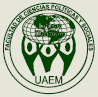 FACULTAD DE CIENCIAS POLITICAS Y SOCIALES
UAEM